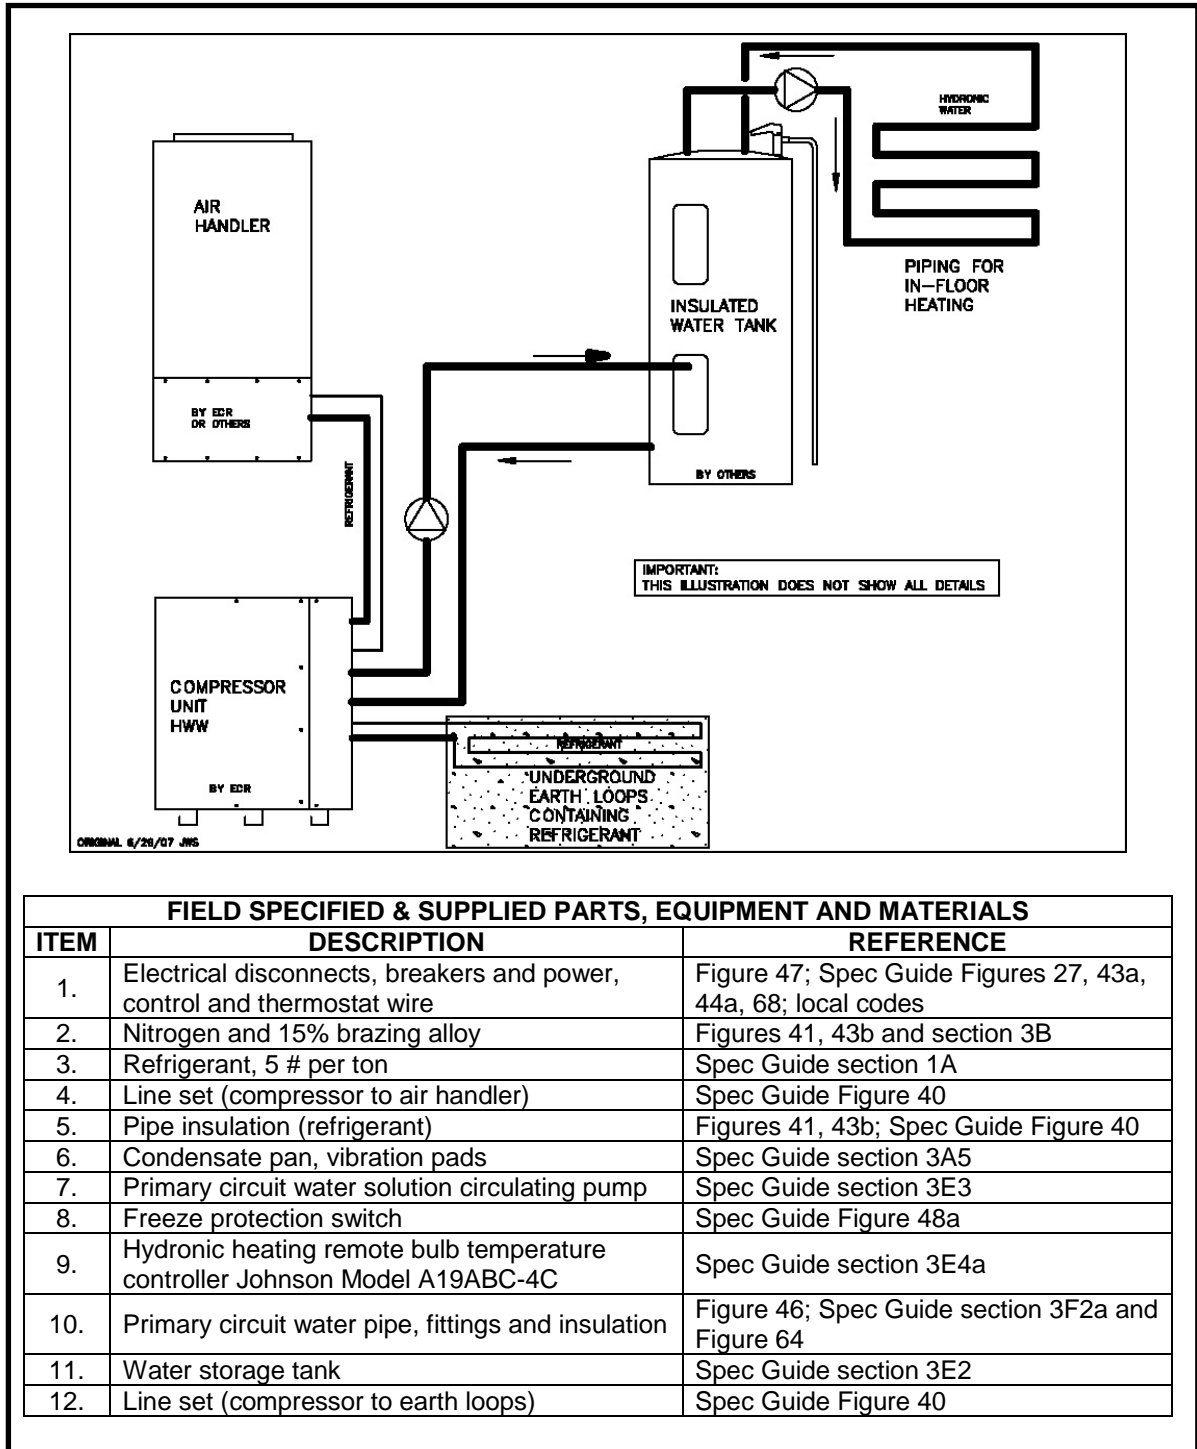 HYDRONIC
WATER
AIR
HANDLER
PIPING FOR
IN-FLOOR
HEATING
INSULATED
WATER TANK
BY ECR
OR OTHERS
REFRIGERANT
BY OTHERS
IMPORTANT:
THIS ILLUSTRATION DOES NOT SHOW ALL DETAILS
COMPRESSOR
UNIT
HWW
BY ECR
REFRIGERANT
UNDERGROUND
EARTH LOOPS
CONTAINING
REFRIGERANT
ORIGINAL 6/29/07 JWS
FIELD SPECIFIED & SUPPLIED PARTS, EQUIPMENT AND MATERIALS
ITEM DESCRIPTION REFERENCE
1. Electrical disconnects, breakers and power, Figure 47; Spec Guide Figures 27, 43a,
control and thermostat wire 44a, 68; local codes
2. Nitrogen and 15% brazing alloy Figures 41, 43b and section 3B
3. Refrigerant, 5 # per ton Spec Guide section 1A
4. Line set (compressor to air handler) Spec Guide Figure 40
5. Pipe insulation (refrigerant) Figures 41, 43b; Spec Guide Figure 40
6. Condensate pan, vibration pads Spec Guide section 3A5
7. Primary circuit water solution circulating pump Spec Guide section 3E3
8. Freeze protection switch Spec Guide Figure 48a
9. Hydronic heating remote bulb temperature
controller Johnson Model A19ABC-4C Spec Guide section 3E4a
10. Primary circuit water pipe, fittings and insulation Figure 46; Spec Guide section 3F2a and
Figure 64
11. Water storage tank Spec Guide section 3E2
12. Line set (compressor to earth loops) Spec Guide Figure 40